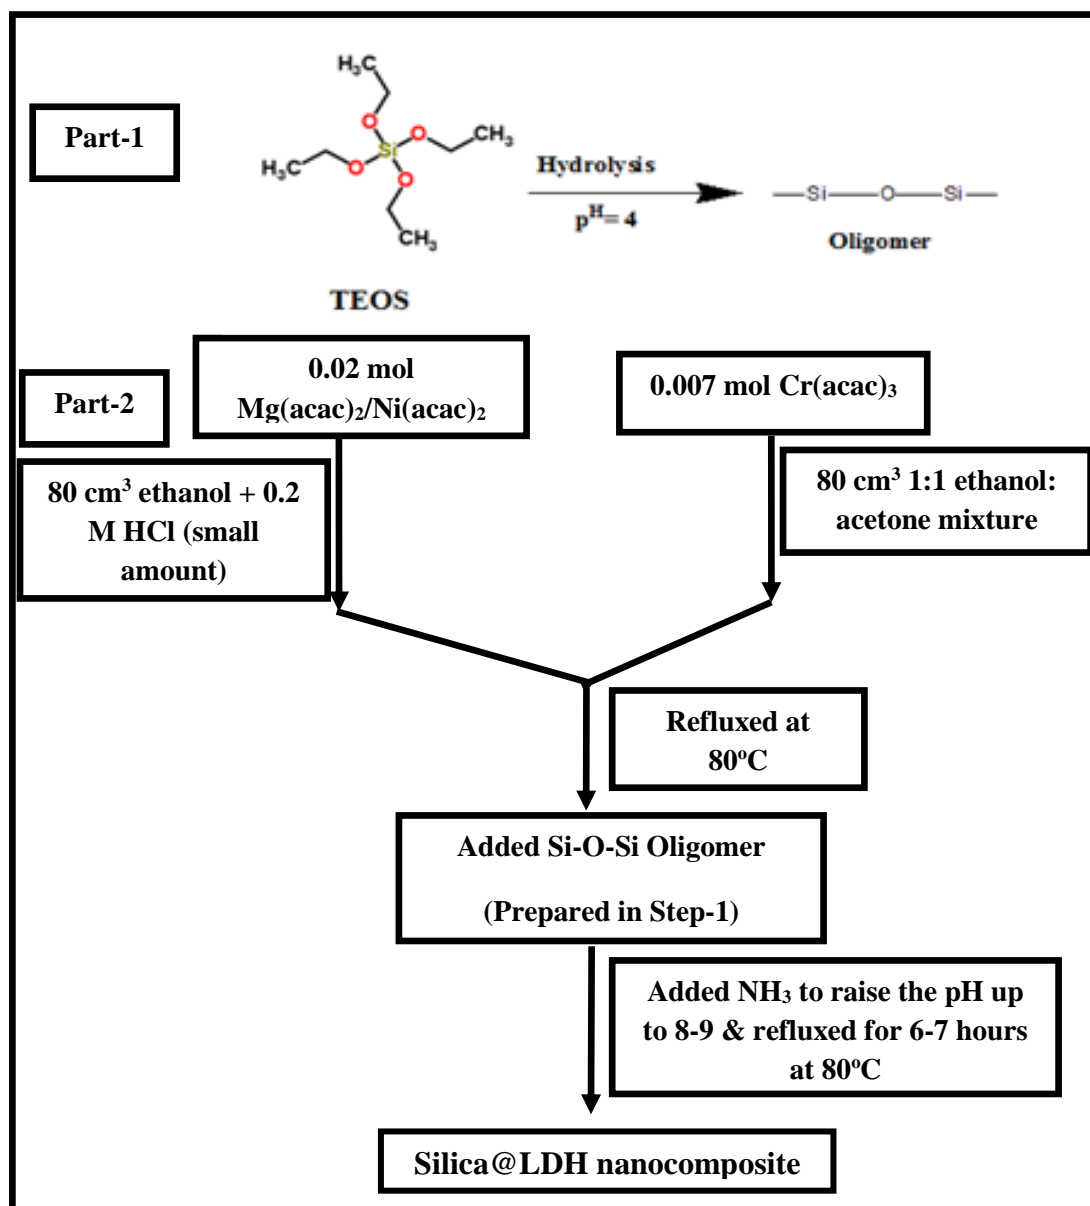 Part-1
H₃C
O
O
CH₃
Si
H₃C
O
O
CH₃
TEOS
Hydrolysis
pᴴ= 4
—Si—O—Si—
Oligomer
Part-2
0.02 mol
Mg(acac)₂/Ni(acac)₂
0.007 mol Cr(acac)₃
80 cm³ ethanol + 0.2
M HCl (small
amount)
80 cm³ 1:1 ethanol:
acetone mixture
Refluxed at
80ºC
Added Si-O-Si Oligomer
(Prepared in Step-1)
Added NH₃ to raise the pH up
to 8-9 & refluxed for 6-7 hours
at 80ºC
Silica@LDH nanocomposite